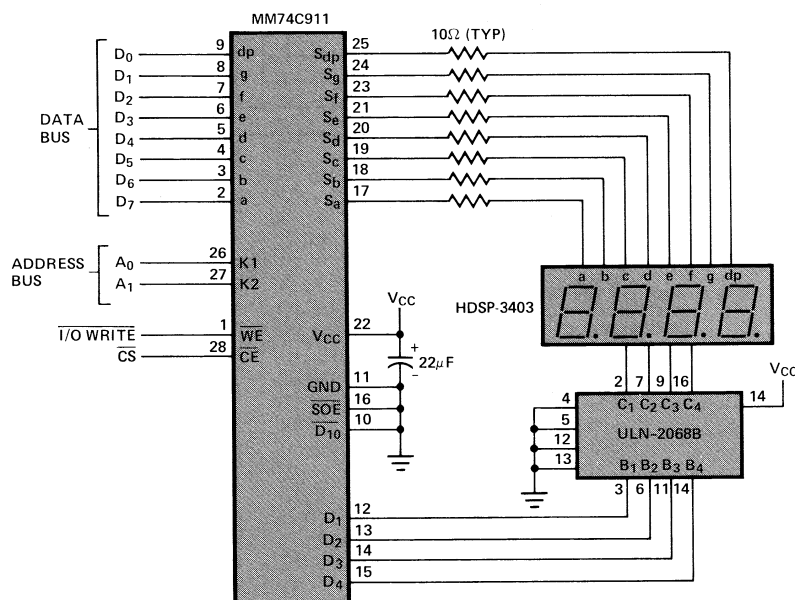 MM74C911
10Ω (TYP)
DATA
BUS
D0 9 dp Sdp 25
D1 8 g Sg 24
D2 7 f Sf 23
D3 6 e Se 21
D4 5 d Sd 20
D5 4 c Sc 19
D6 3 b Sb 18
D7 2 a Sa 17
ADDRESS
BUS
A0 26 K1
A1 27 K2
I/O WRITE 1 WE
CS 28 CE
VCC
VCC 22
+
22μF
−
GND 11
SOE 16
D10 10
a b c d e f g dp
HDSP-3403
8.8.8.8.
VCC
2 7 9 16
C1 C2 C3 C4
14
4
5
12
13
ULN-2068B
B1 B2 B3 B4
3 6 11 14
D1 12
D2 13
D3 14
D4 15